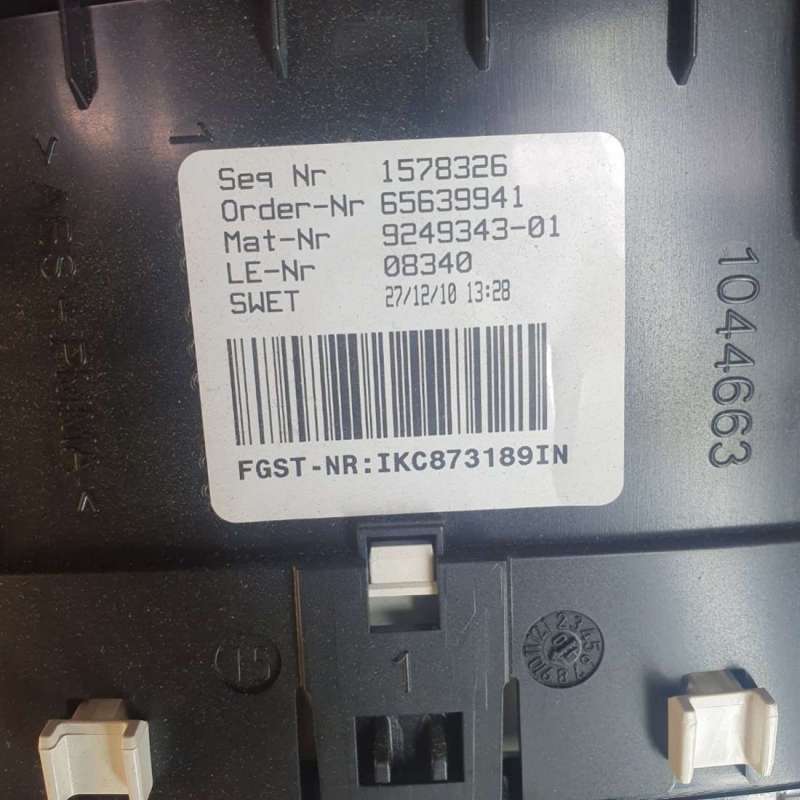 Seq Nr 1578326
Order-Nr 65639941
Mat-Nr 9249343-01
LE-Nr 08340
SWET 27/12/10 13:28
FGST-NR:IKC873189IN
1044663
1